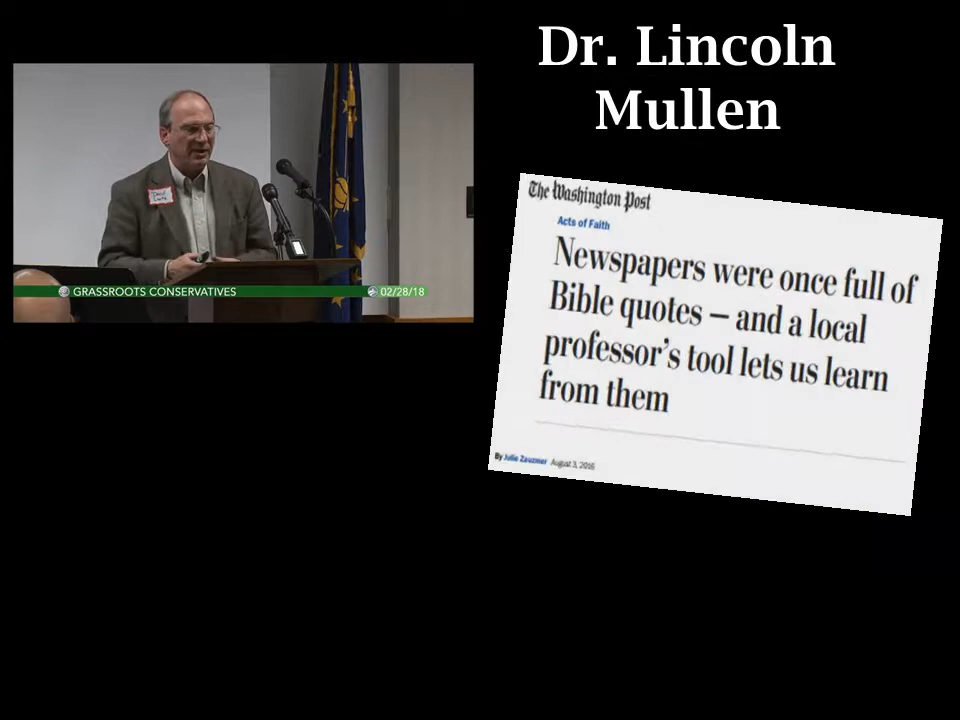 Dr. Lincoln
Mullen
The Washington Post
Acts of Faith
Newspapers were once full of
Bible quotes — and a local
professor's tool lets us learn
from them
By Julie Zauzmer August 3, 2016
GRASSROOTS CONSERVATIVES
02/28/18